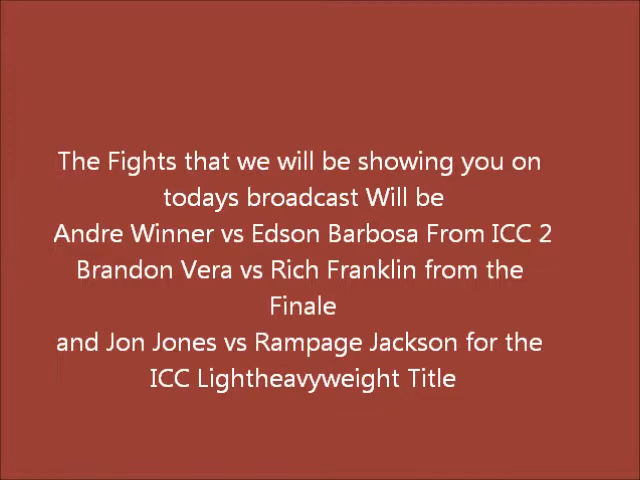 The Fights that we will be showing you on
todays broadcast Will be
Andre Winner vs Edson Barbosa From ICC 2
Brandon Vera vs Rich Franklin from the
Finale
and Jon Jones vs Rampage Jackson for the
ICC Lightheavyweight Title